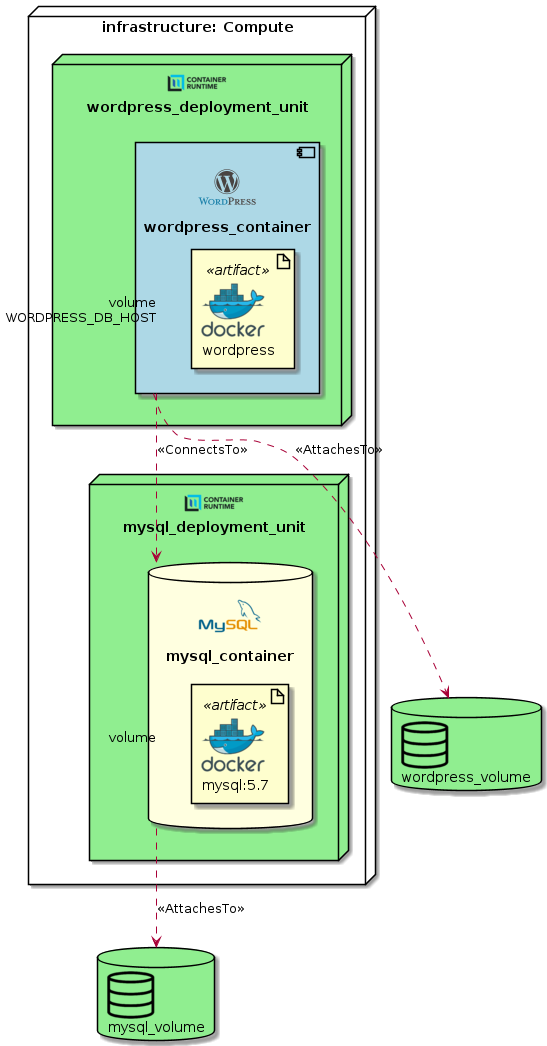 infrastructure: Compute
CONTAINER
RUNTIME
wordpress_deployment_unit
WORDPRESS
wordpress_container
«artifact»
docker
wordpress
volume
WORDPRESS_DB_HOST
«ConnectsTo»
«AttachesTo»
CONTAINER
RUNTIME
mysql_deployment_unit
MySQL
mysql_container
«artifact»
docker
mysql:5.7
volume
wordpress_volume
«AttachesTo»
mysql_volume